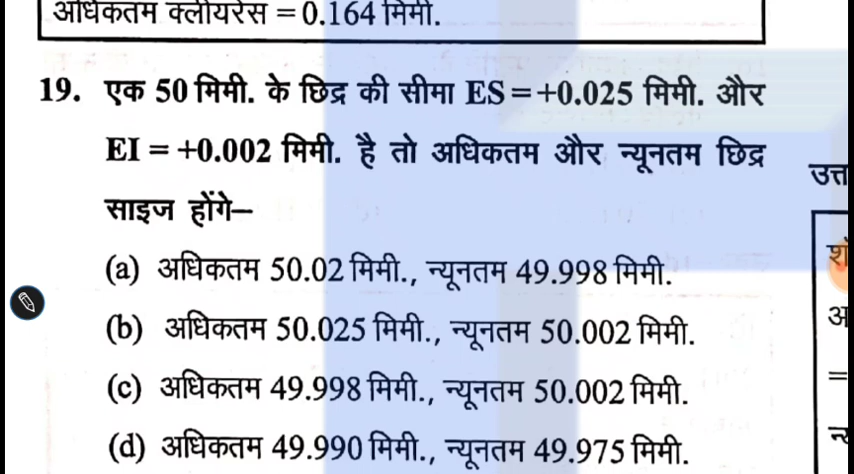 अधिकतम क्लीयरेंस = 0.164 मिमी.
19. एक 50 मिमी. के छिद्र की सीमा ES = +0.025 मिमी. और
EI = +0.002 मिमी. है तो अधिकतम और न्यूनतम छिद्र
साइज होंगे–
(a) अधिकतम 50.02 मिमी., न्यूनतम 49.998 मिमी.
(b) अधिकतम 50.025 मिमी., न्यूनतम 50.002 मिमी.
(c) अधिकतम 49.998 मिमी., न्यूनतम 50.002 मिमी.
(d) अधिकतम 49.990 मिमी., न्यूनतम 49.975 मिमी.